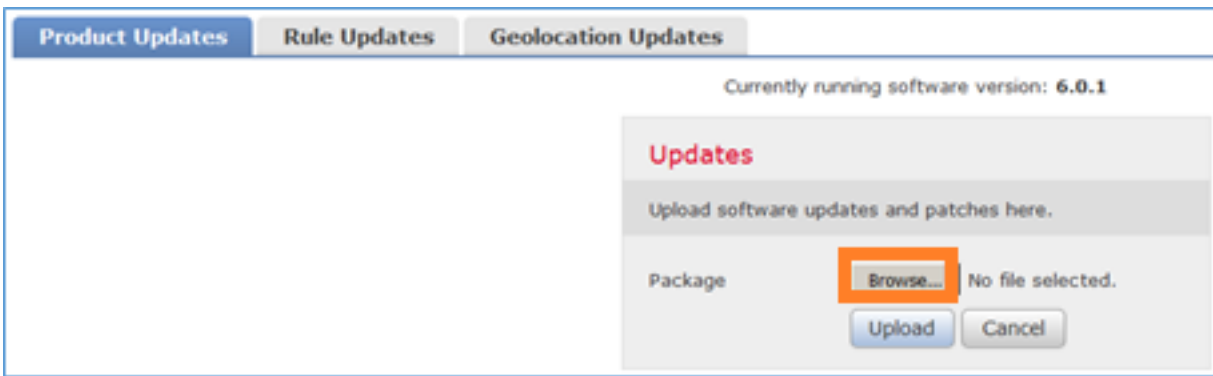 Product Updates Rule Updates Geolocation Updates
Currently running software version: 6.0.1
Updates
Upload software updates and patches here.
Package Browse... No file selected.
Upload Cancel